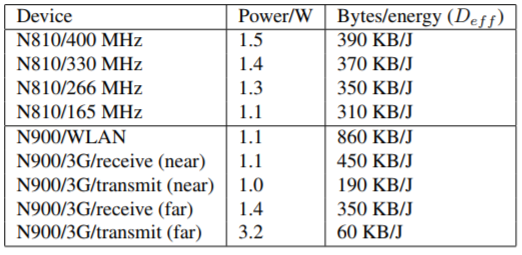 Device Power/W Bytes/energy (D_eff)
N810/400 MHz 1.5 390 KB/J
N810/330 MHz 1.4 370 KB/J
N810/266 MHz 1.3 350 KB/J
N810/165 MHz 1.1 310 KB/J
N900/WLAN 1.1 860 KB/J
N900/3G/receive (near) 1.1 450 KB/J
N900/3G/transmit (near) 1.0 190 KB/J
N900/3G/receive (far) 1.4 350 KB/J
N900/3G/transmit (far) 3.2 60 KB/J